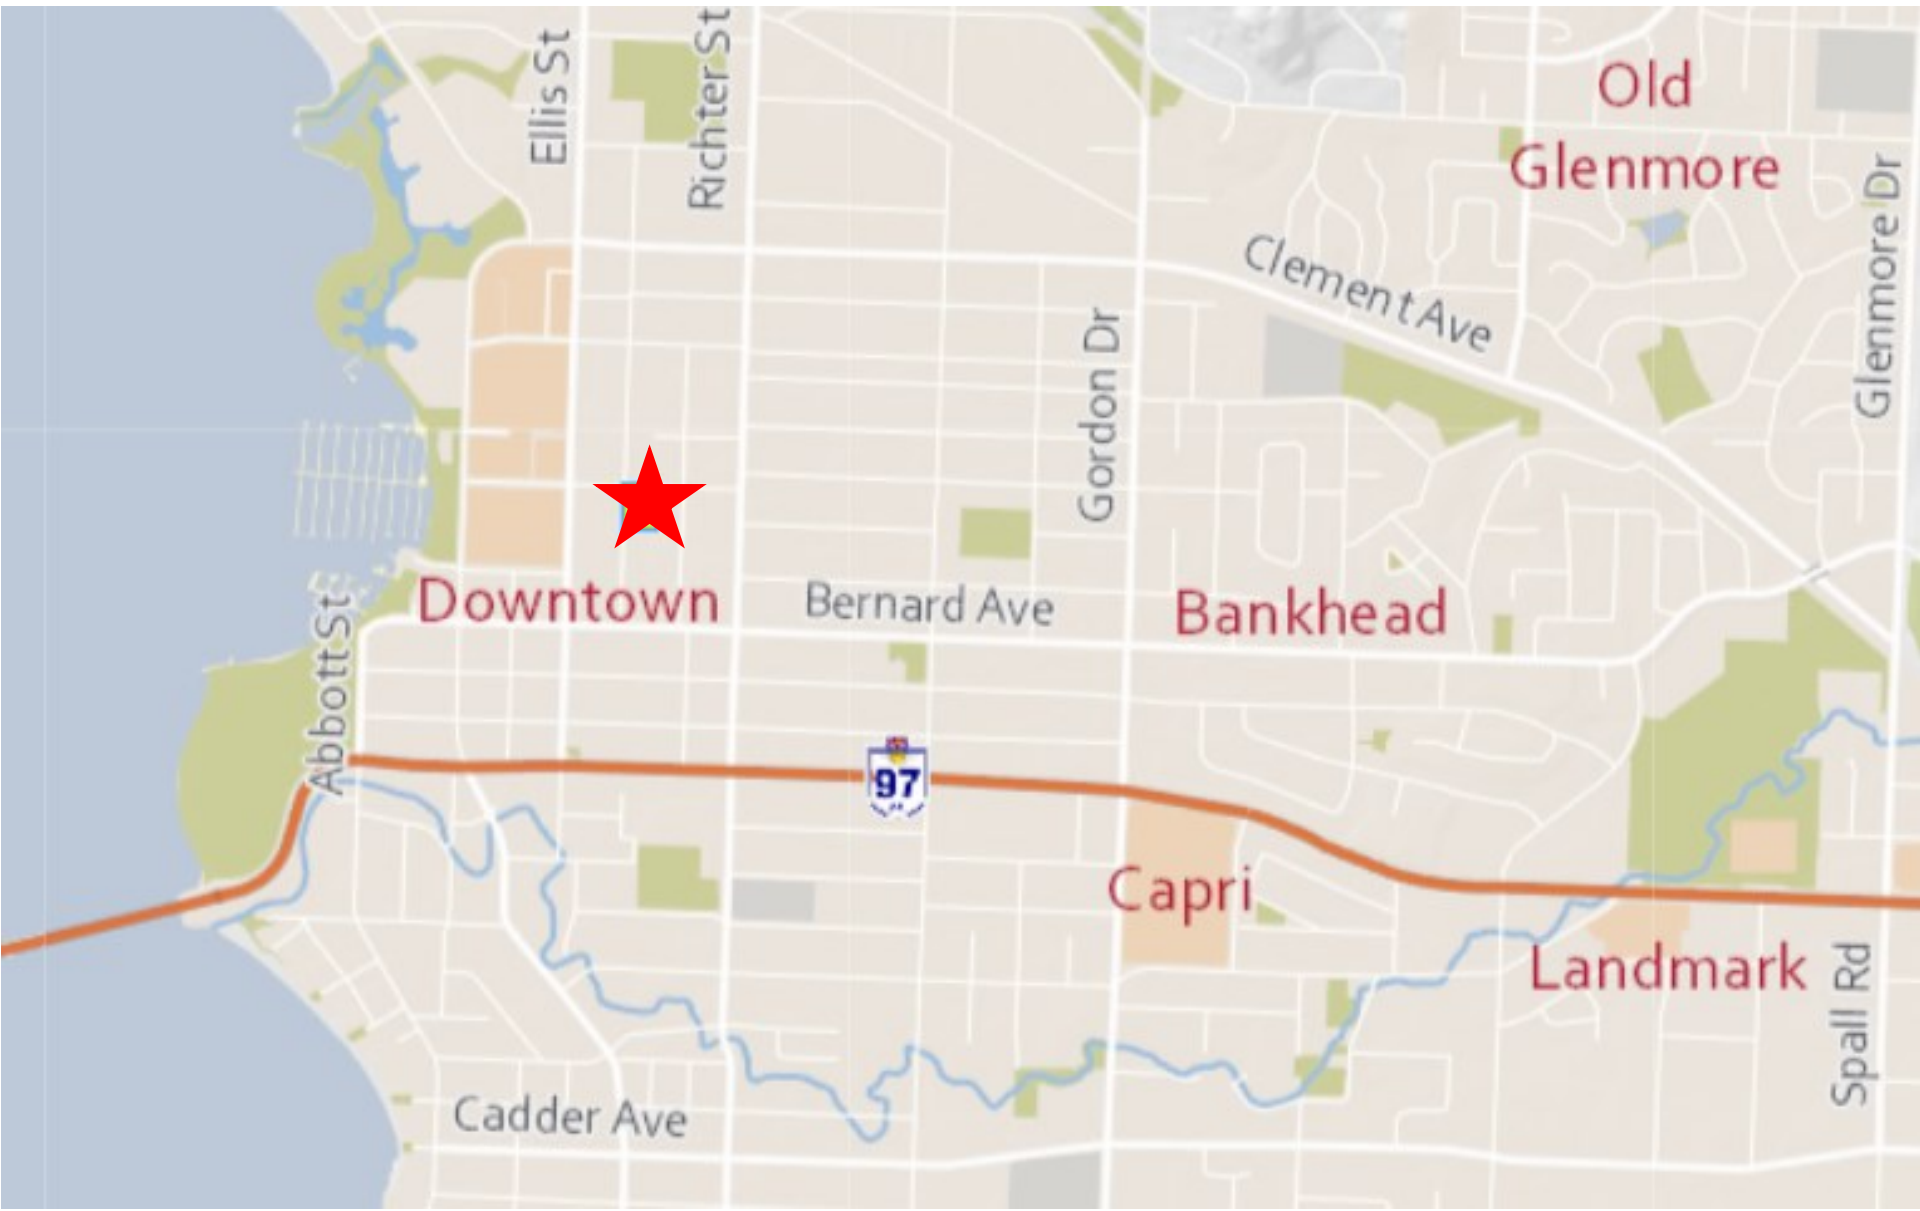 Ellis St
Richter St
Old
Glenmore
Glenmore Dr
Clement Ave
Gordon Dr
Downtown
Bernard Ave
Bankhead
Abbott St
97
Capri
Landmark
Spall Rd
Cadder Ave